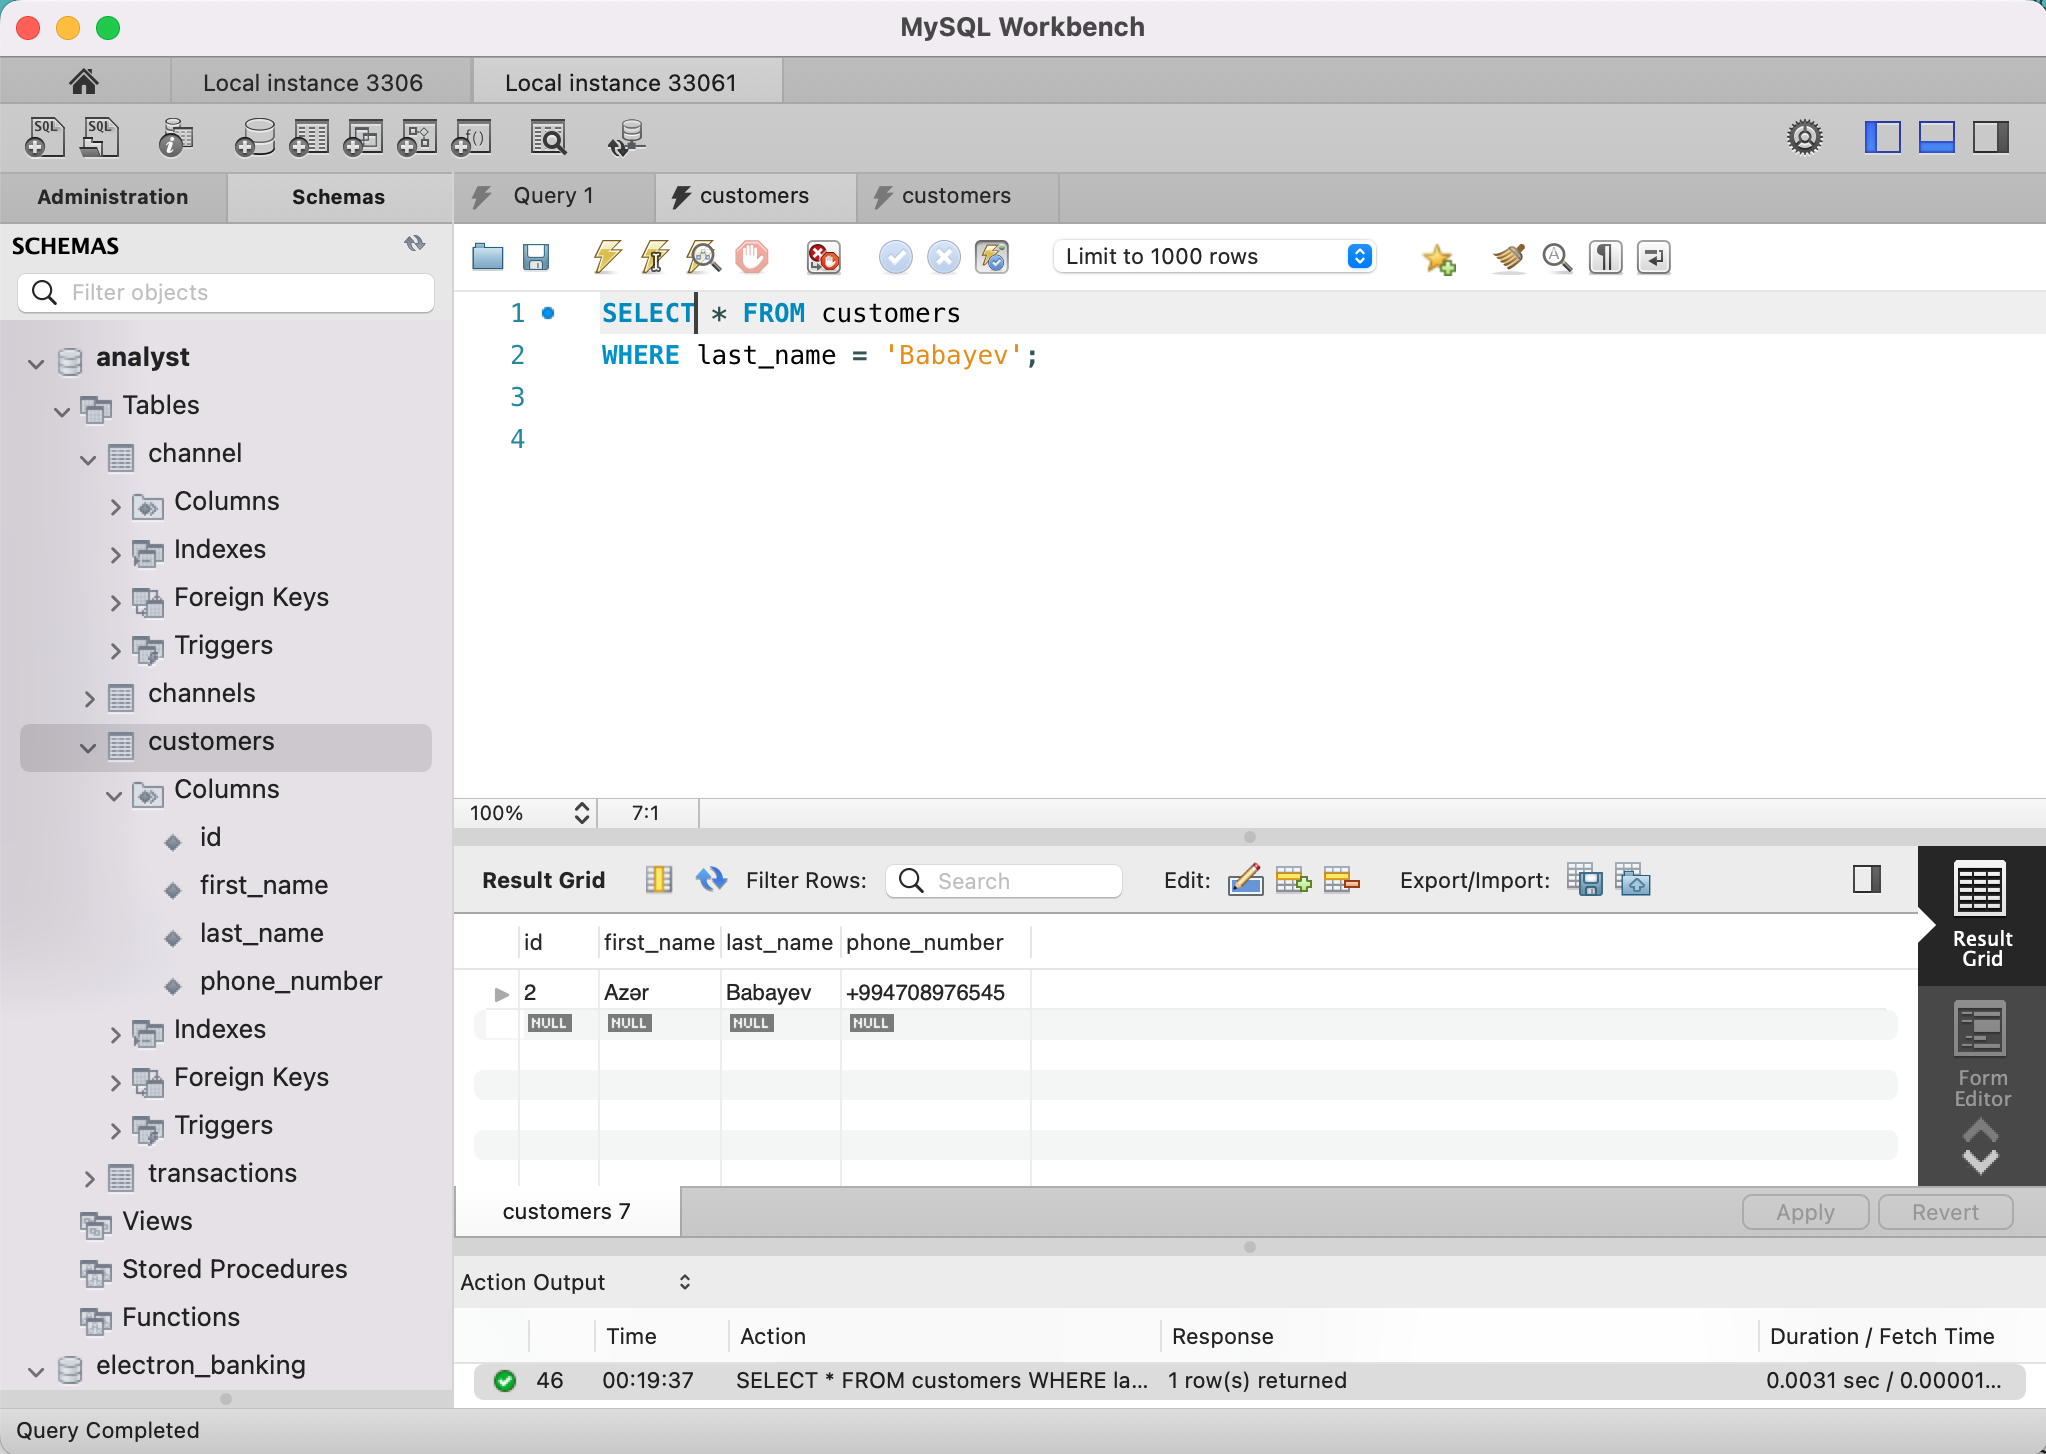 MySQL Workbench
Local instance 3306
Local instance 33061
SQL
SQL
Administration
Schemas
Query 1
customers
customers
SCHEMAS
Filter objects
Limit to 1000 rows
1 SELECT * FROM customers
2 WHERE last_name = 'Babayev';
3
4
analyst
Tables
channel
Columns
Indexes
Foreign Keys
Triggers
channels
customers
Columns
id
first_name
last_name
phone_number
Indexes
Foreign Keys
Triggers
transactions
Views
Stored Procedures
Functions
electron_banking
100% 7:1
Result Grid Filter Rows: Search Edit: Export/Import:
id first_name last_name phone_number
2 Azər Babayev +994708976545
NULL NULL NULL NULL
Result
Grid
Form
Editor
customers 7
Apply Revert
Action Output
Time Action Response Duration / Fetch Time
46 00:19:37 SELECT * FROM customers WHERE la... 1 row(s) returned 0.0031 sec / 0.00001...
Query Completed